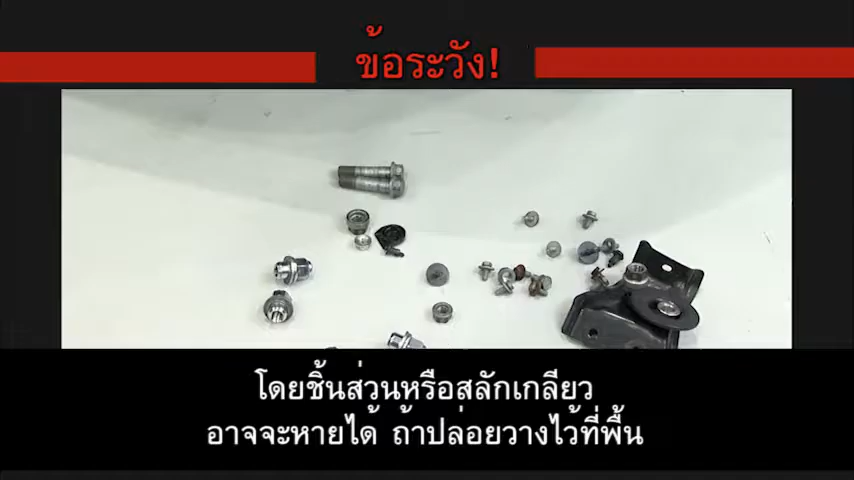 ข้อระวัง!
โดยชิ้นส่วนหรือสลักเกลียว
อาจจะหายได้ ถ้าปล่อยวางไว้ที่พื้น